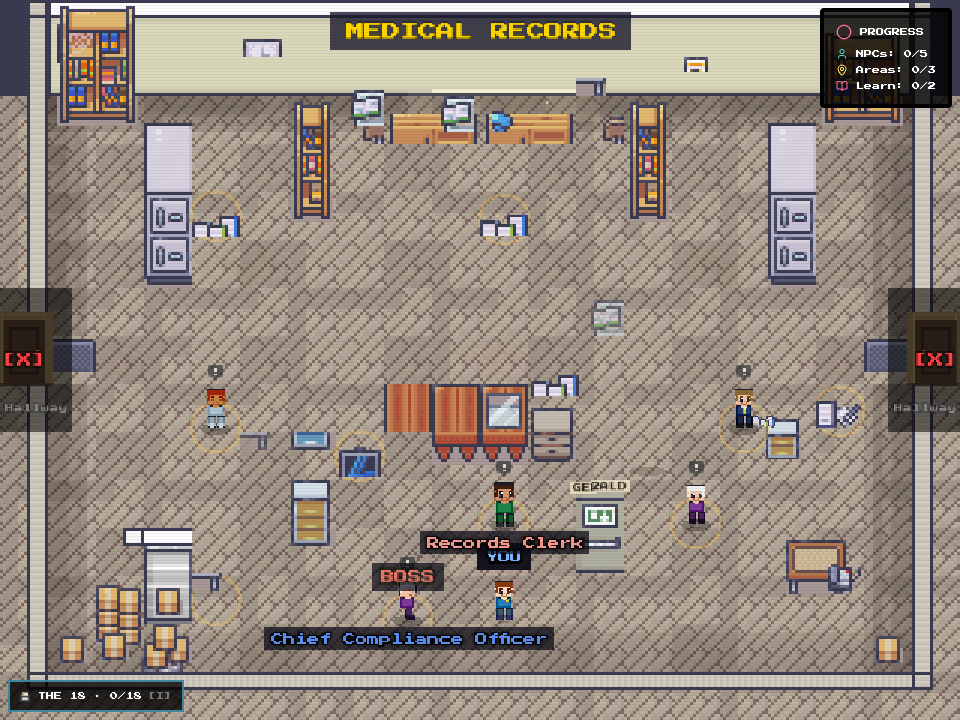 MEDICAL RECORDS
PROGRESS
NPCs: 0/5
Areas: 0/3
Learn: 0/2
[X]
Hallway
[X]
Hallway
GERALD
Records Clerk
YOU
BOSS
Chief Compliance Officer
THE 18 · 0/18 [I]